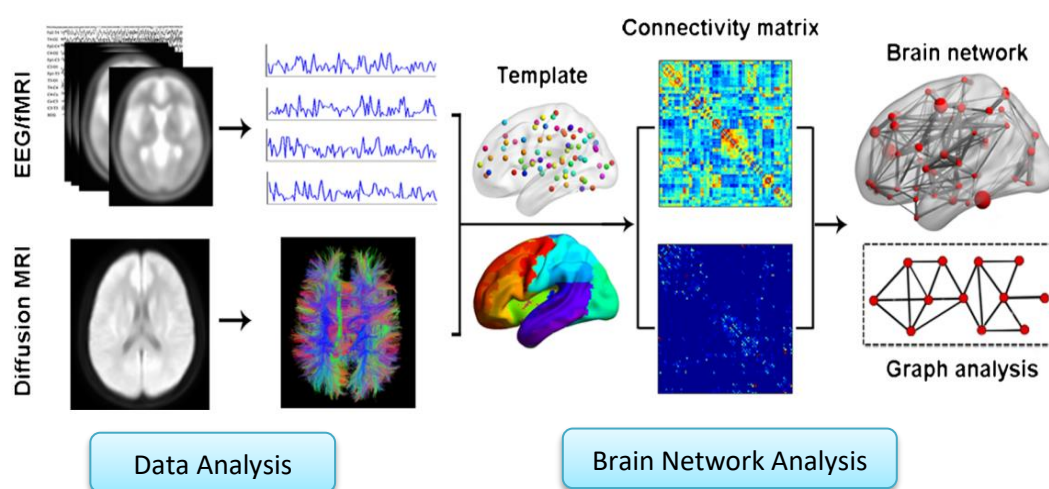 Connectivity matrix
Brain network
Template
EEG/fMRI
Diffusion MRI
Graph analysis
Data Analysis
Brain Network Analysis